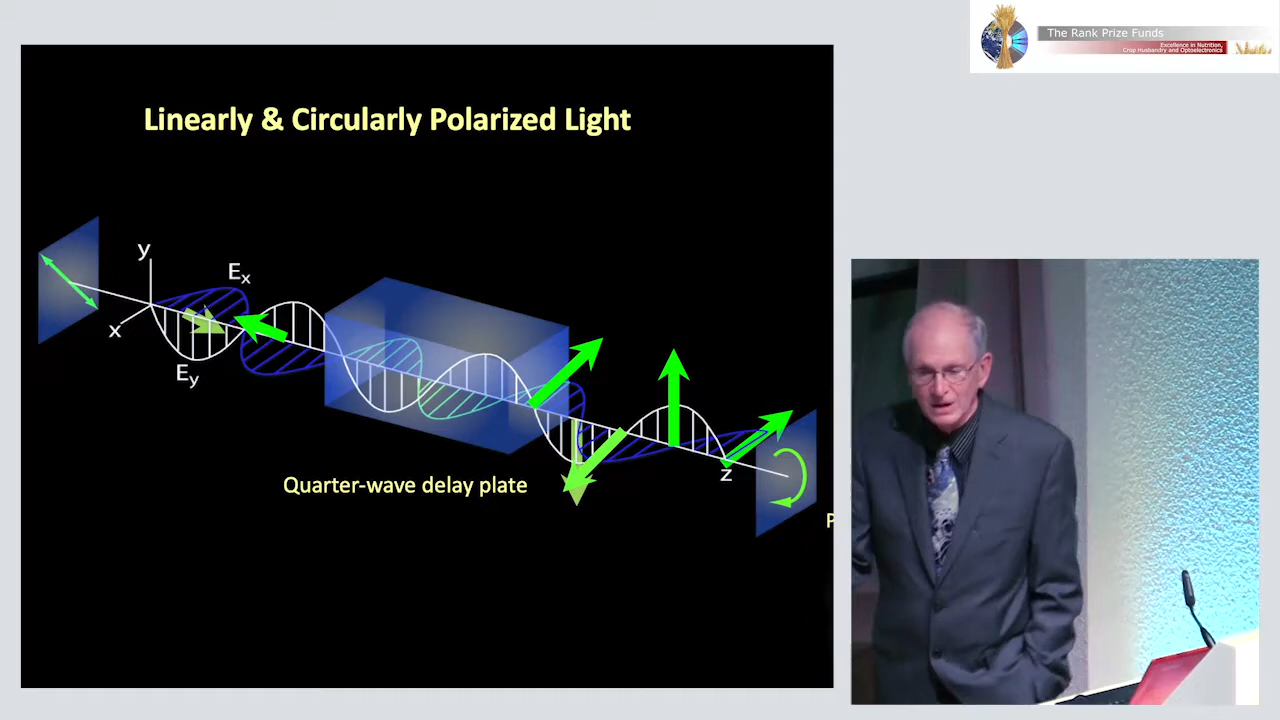 The Rank Prize Funds
Excellence in Nutrition,
Crop Husbandry and Optoelectronics
Linearly & Circularly Polarized Light
y
Ex
x
Ey
Quarter-wave delay plate
z
P